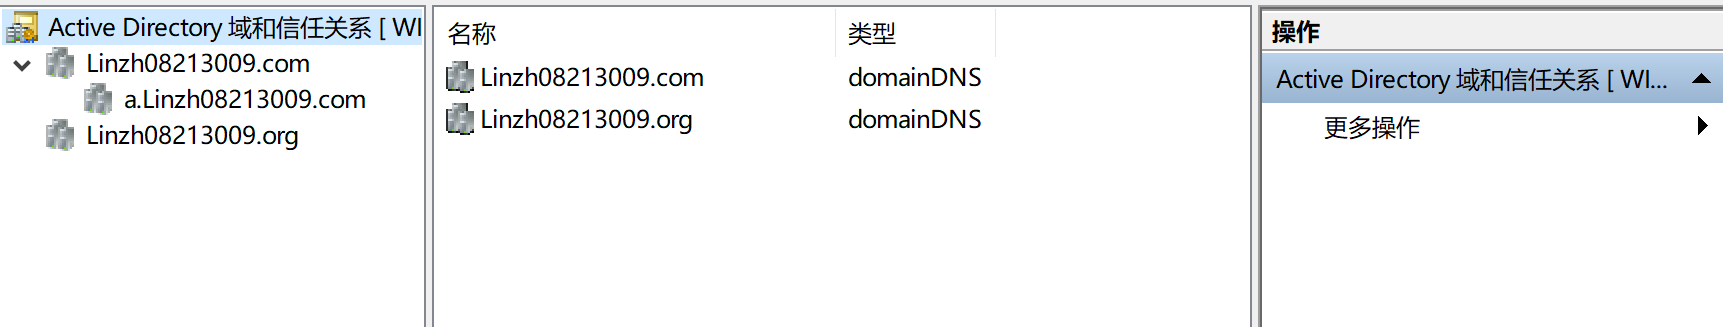 Active Directory 域和信任关系 [ WI
Linzh08213009.com
a.Linzh08213009.com
Linzh08213009.org
名称 类型
Linzh08213009.com domainDNS
Linzh08213009.org domainDNS
操作
Active Directory 域和信任关系 [ WI...
更多操作